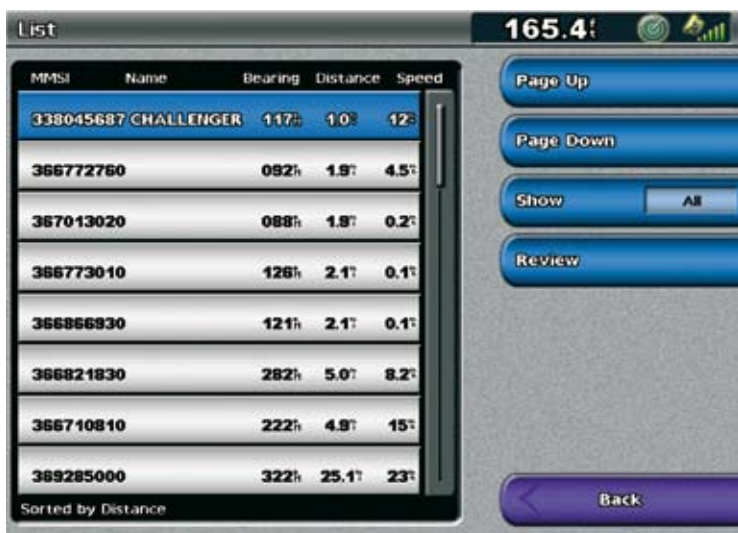 List
165.4
MMSI Name Bearing Distance Speed
338045687 CHALLENGER 117 1.0 12
366772760 092 1.9 4.5
367013020 088 1.8 0.2
366773010 126 2.1 0.1
366866930 121 2.1 0.1
366821830 282 5.0 8.2
366710810 222 4.9 15
369285000 322 25.1 23
Sorted by Distance
Page Up
Page Down
Show All
Review
Back